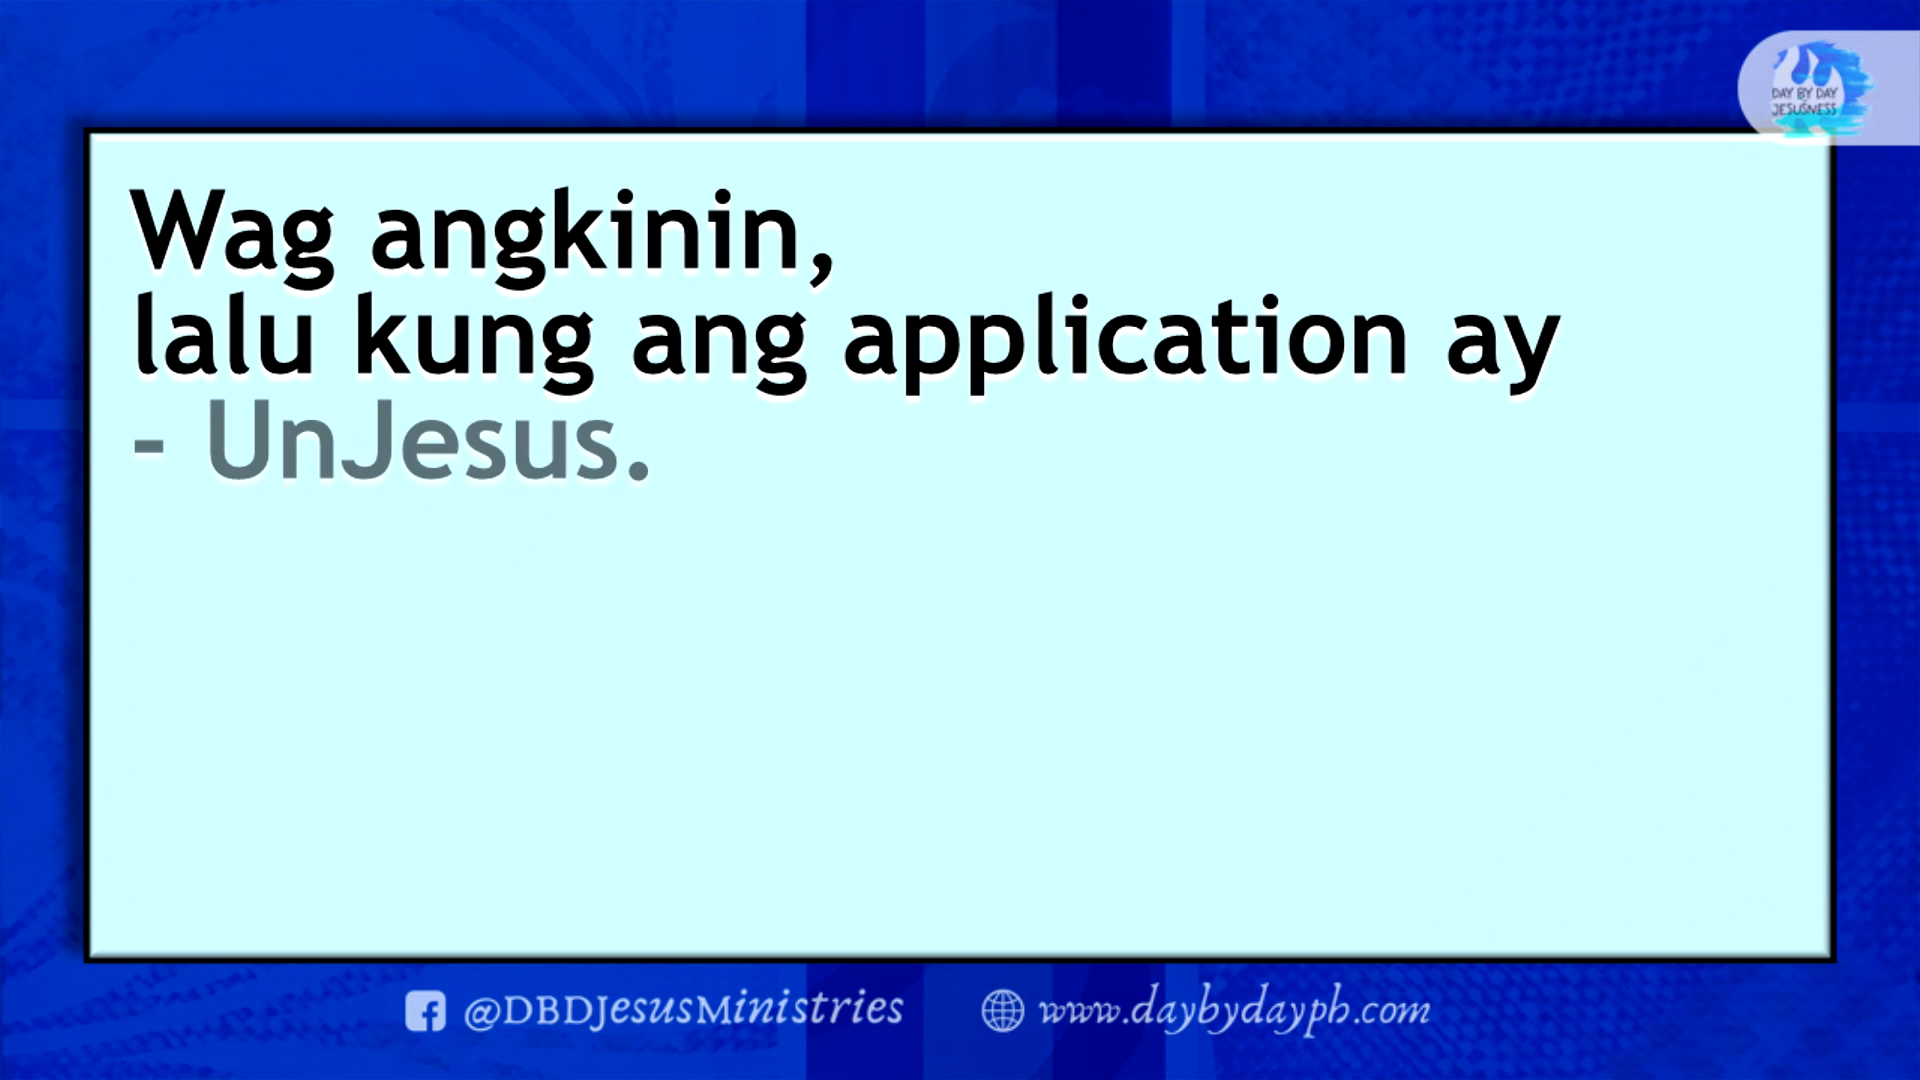 DAY BY DAY
JESUSNESS
Wag angkinin,
lalu kung ang application ay
- UnJesus.
@DBDJesusMinistries
www.daybydayph.com